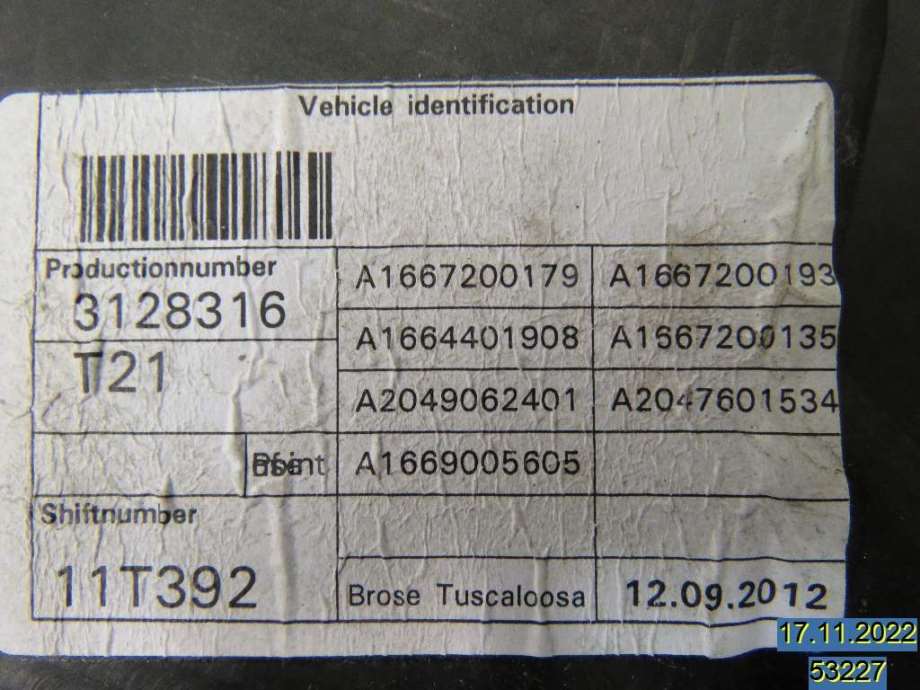 Vehicle identification
Productionnumber
3128316
A1667200179
A1667200193
T21
A1664401908
A1667200135
A2049062401
A2047601534
A1669005605
Shiftnumber
11T392
Brose Tuscaloosa
12.09.2012
17.11.2022
53227